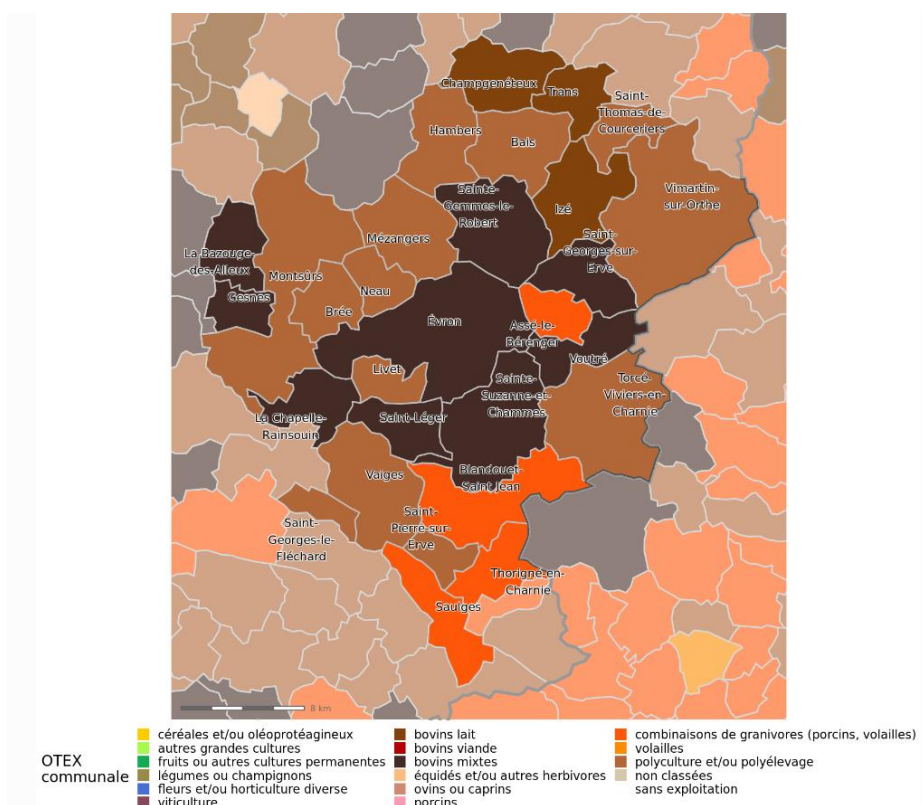 Champgenéteux
Trans
Saint-
Thomas-de-
Courceriers
Hambers
Bais
Sainte-
Gemmes-le-
Robert
Izé
Vimartin-
sur-Orthe
Mézangers
Saint-
Georges-sur-
Erve
La Bazouge-
des-Alleux
Montsûrs
Gesnes
Neau
Brée
Évron
Assé-le-
Bérenger
Voutré
Livet
Sainte-
Suzanne-et-
Chammes
Torcé-
Viviers-en-
Charnie
La Chapelle-
Rainsouin
Saint-Léger
Vaiges
Blandouet-
Saint Jean
Saint-
Pierre-sur-
Erve
Saint-
Georges-le-
Fléchard
Thorigné-en-
Charnie
Saulges
8 km
OTEX
communale
céréales et/ou oléoprotéagineux
autres grandes cultures
fruits ou autres cultures permanentes
légumes ou champignons
fleurs et/ou horticulture diverse
viticulture
bovins lait
bovins viande
bovins mixtes
équidés et/ou autres herbivores
ovins ou caprins
porcins
combinaisons de granivores (porcins, volailles)
volailles
polyculture et/ou polyélevage
non classées
sans exploitation